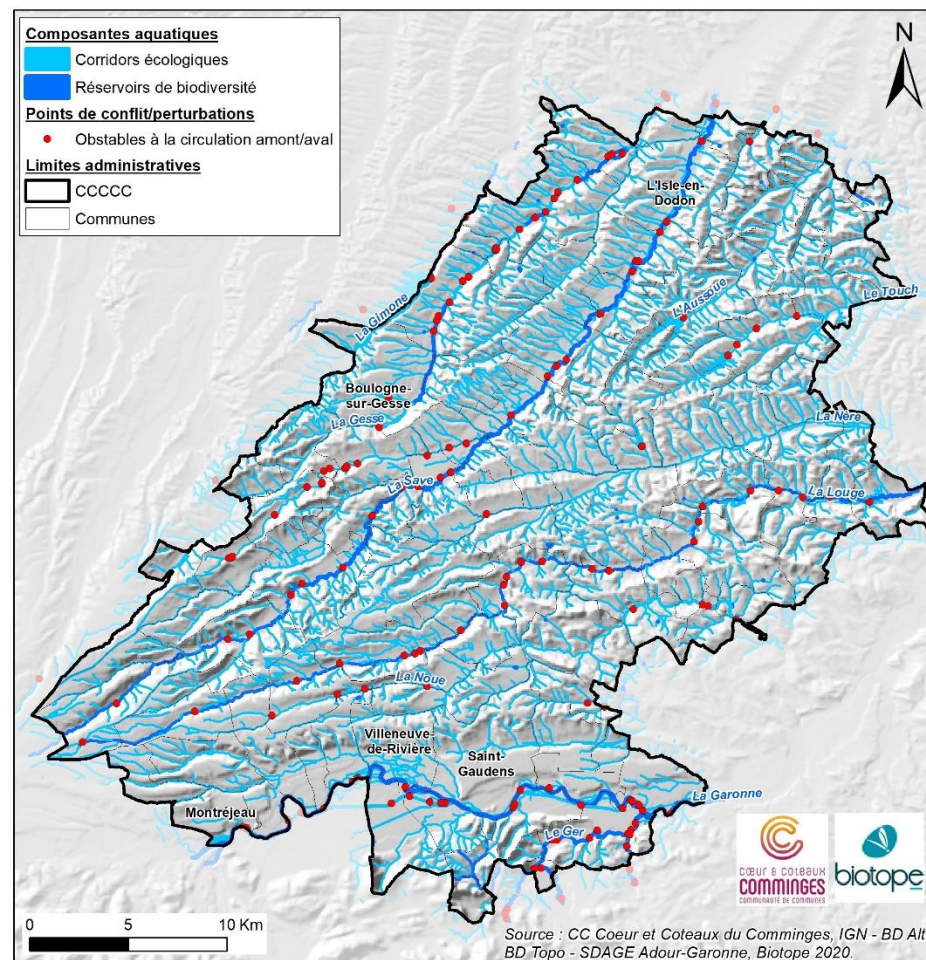 Composantes aquatiques
Corridors écologiques
Réservoirs de biodiversité
Points de conflit/perturbations
Obstables à la circulation amont/aval
Limites administratives
CCCCC
Communes
N
L'Isle-en-
Dodon
La Gimone
L'Aussoüe
Le Touch
Boulogne-
sur-Gesse
La Gesse
La Nère
La Save
La Louge
La Noue
Villeneuve-
de-Rivière
Saint-
Gaudens
Montréjeau
La Garonne
Le Ger
CŒUR & COTEAUX
COMMINGES
COMMUNAUTÉ DE COMMUNES
biotope
0 5 10 Km
Source : CC Coeur et Coteaux du Comminges, IGN - BD Alt
BD Topo - SDAGE Adour-Garonne, Biotope 2020.